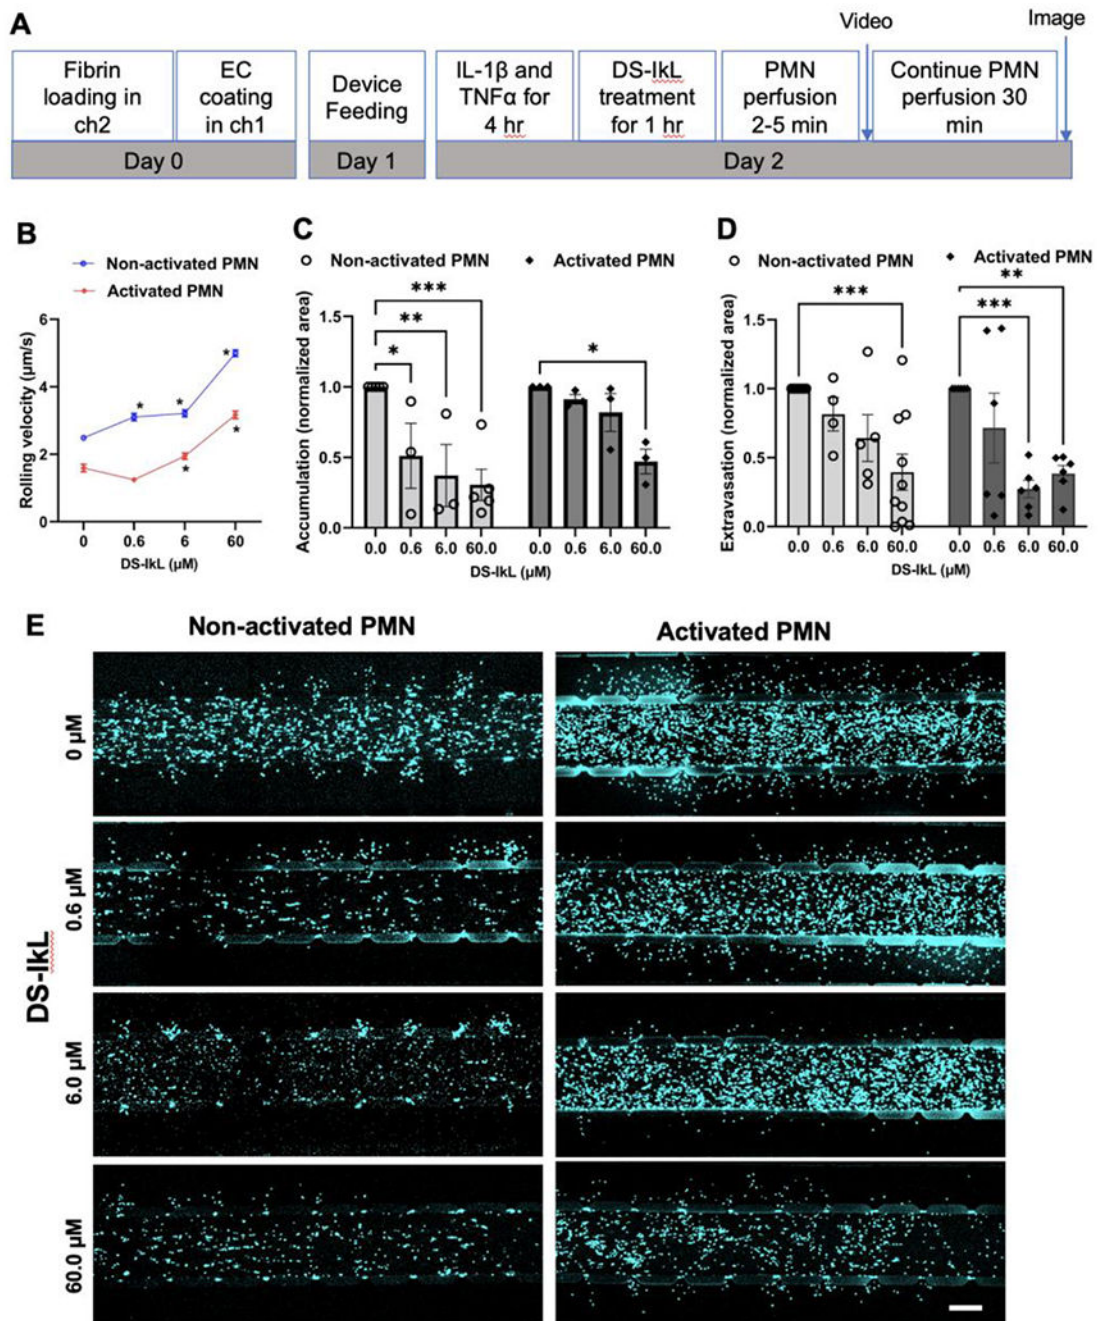 A
Video
Image
Fibrin
loading in
ch2
EC
coating
in ch1
Device
Feeding
IL-1β and
TNFα for
4 hr
DS-IkL
treatment
for 1 hr
PMN
perfusion
2-5 min
Continue PMN
perfusion 30
min
Day 0
Day 1
Day 2
B
Non-activated PMN
Activated PMN
Rolling velocity (µm/s)
6
4
2
0
*
*
*
*
*
0
0.6
6
60
DS-IkL (µM)
C
Non-activated PMN
Activated PMN
Accumulation (normalized area)
1.5
1.0
0.5
0.0
***
**
*
*
0.0
0.6
6.0
60.0
0.0
0.6
6.0
60.0
DS-IkL (µM)
D
Non-activated PMN
Activated PMN
Extravasation (normalized area)
1.5
1.0
0.5
0.0
***
**
***
0.0
0.6
6.0
60.0
0.0
0.6
6.0
60.0
DS-IkL (µM)
E
Non-activated PMN
Activated PMN
DS-IkL
0 µM
0.6 µM
6.0 µM
60.0 µM